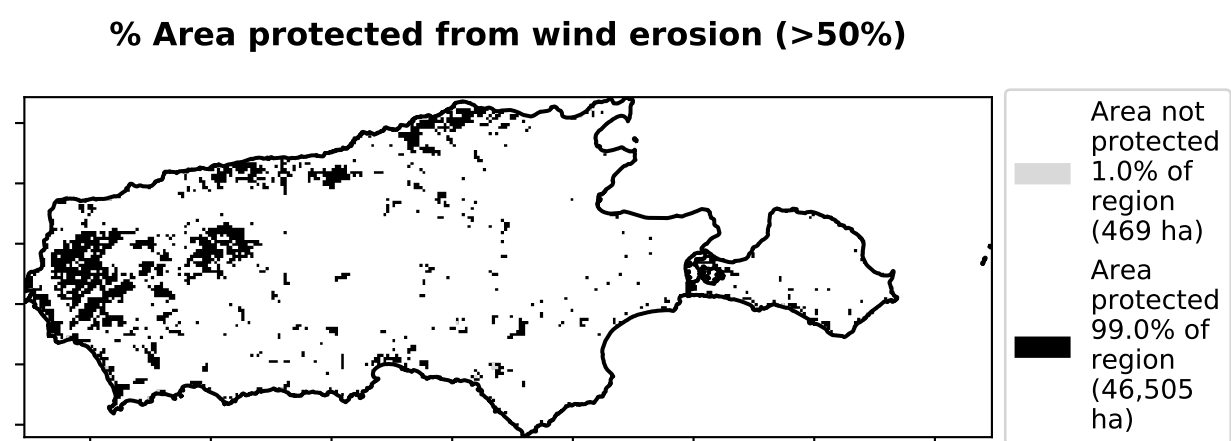 % Area protected from wind erosion (>50%)
Area not
protected
1.0% of
region
(469 ha)
Area
protected
99.0% of
region
(46,505
ha)